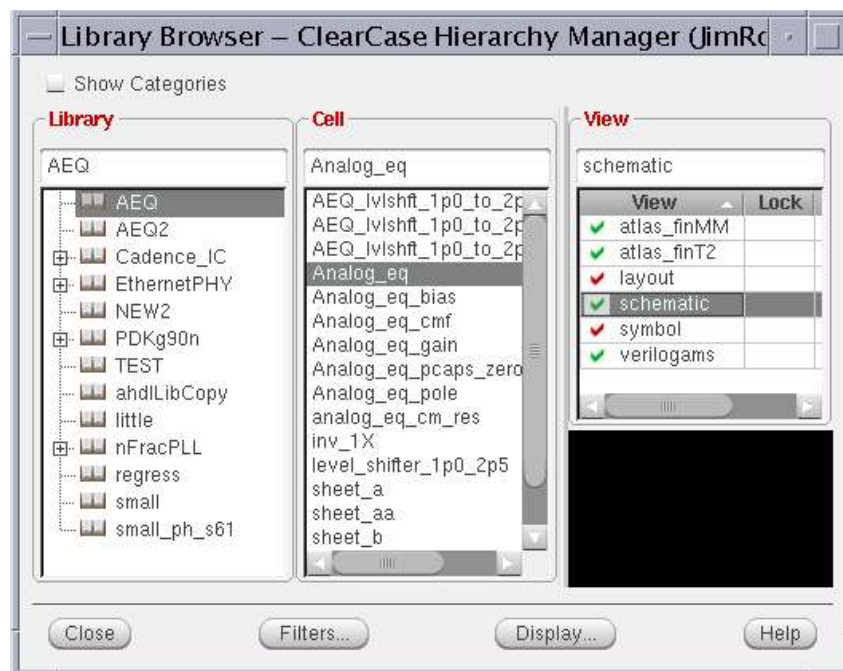 Library Browser – ClearCase Hierarchy Manager (JimRo
Show Categories
Library
AEQ
AEQ
AEQ2
Cadence_IC
EthernetPHY
NEW2
PDKg90n
TEST
ahdlLibCopy
little
nFracPLL
regress
small
small_ph_s61
Cell
Analog_eq
AEQ_lvlshft_1p0_to_2p
AEQ_lvlshft_1p0_to_2p
AEQ_lvlshft_1p0_to_2p
Analog_eq
Analog_eq_bias
Analog_eq_cmf
Analog_eq_gain
Analog_eq_pcaps_zero
Analog_eq_pole
analog_eq_cm_res
inv_1X
level_shifter_1p0_2p5
sheet_a
sheet_aa
sheet_b
View
schematic
View Lock
atlas_finMM
atlas_finT2
layout
schematic
symbol
verilogams
Close Filters... Display... Help